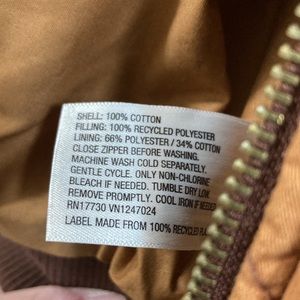 SHELL: 100% COTTON
FILLING: 100% RECYCLED POLYESTER
LINING: 66% POLYESTER / 34% COTTON
CLOSE ZIPPER BEFORE WASHING.
MACHINE WASH COLD SEPARATELY.
GENTLE CYCLE. ONLY NON-CHLORINE
BLEACH IF NEEDED. TUMBLE DRY LOW.
REMOVE PROMPTLY. COOL IRON IF NEEDED.
RN17730 VN1247024
LABEL MADE FROM 100% RECYCLED